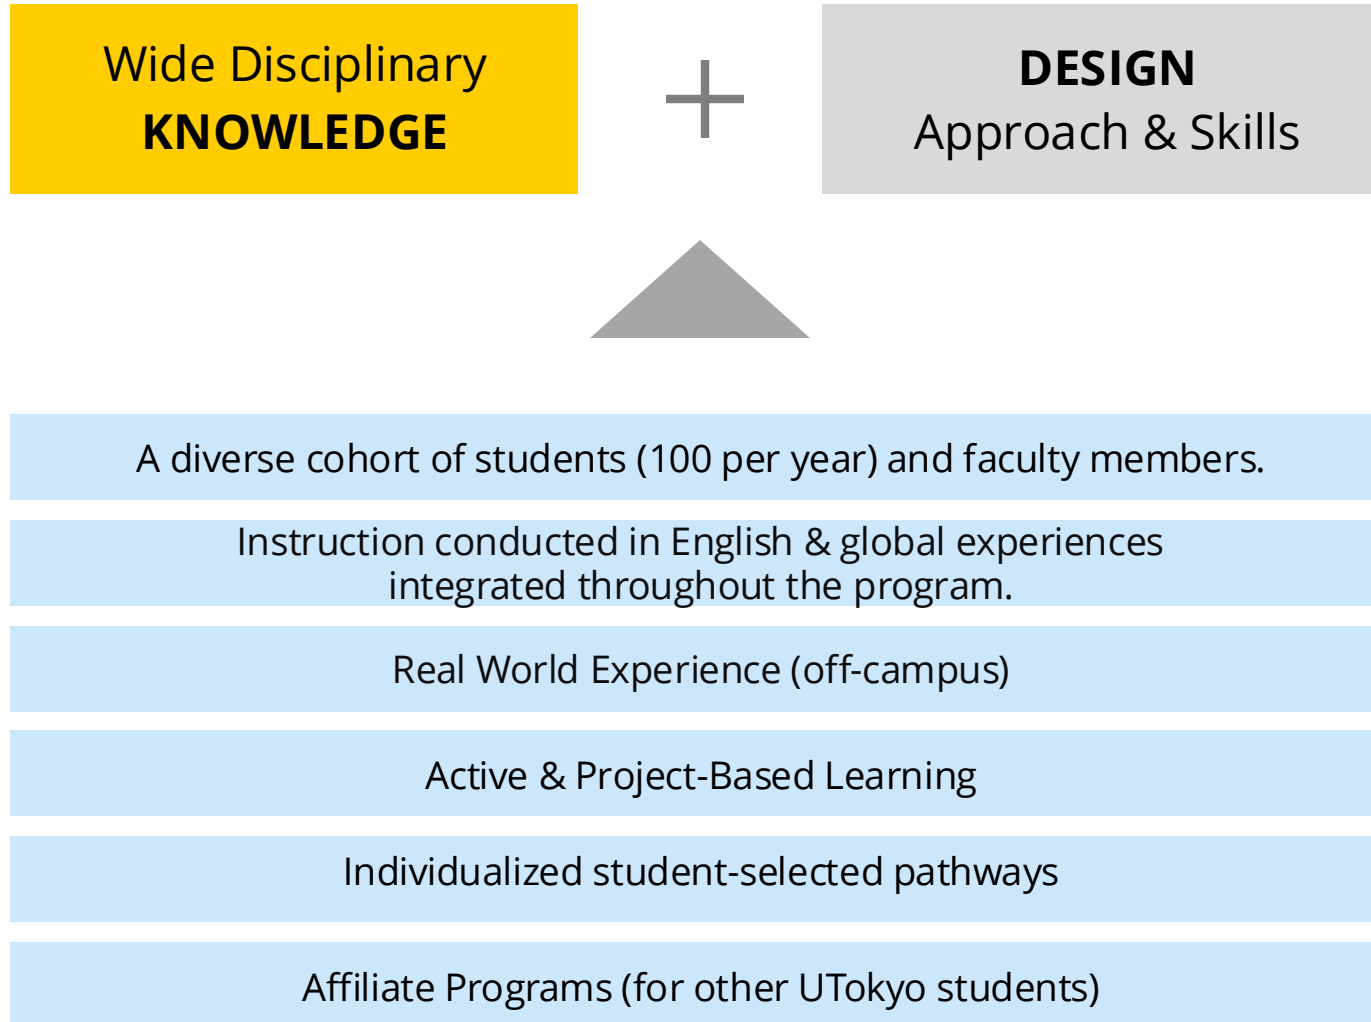 Wide Disciplinary
KNOWLEDGE
+
DESIGN
Approach & Skills
A diverse cohort of students (100 per year) and faculty members.
Instruction conducted in English & global experiences
integrated throughout the program.
Real World Experience (off-campus)
Active & Project-Based Learning
Individualized student-selected pathways
Affiliate Programs (for other UTokyo students)